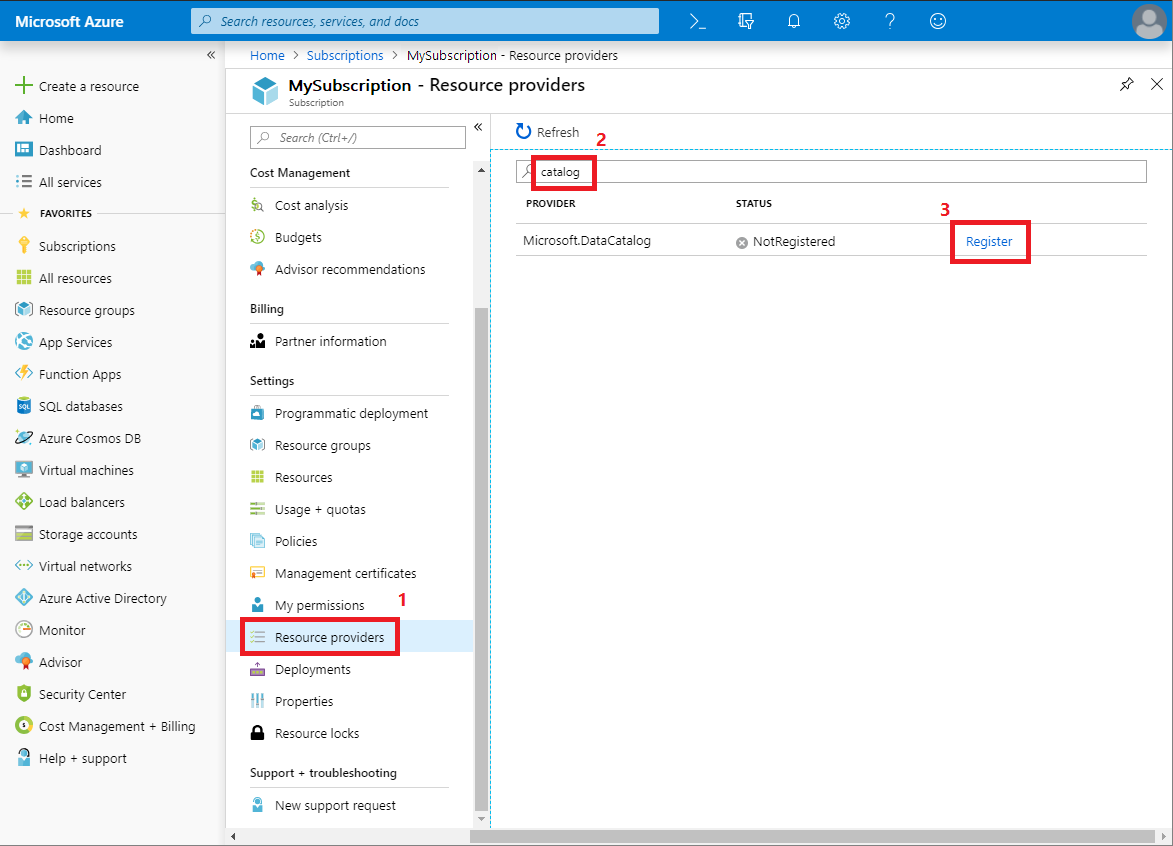 Microsoft Azure
Search resources, services, and docs
Home > Subscriptions > MySubscription - Resource providers
Create a resource
Home
Dashboard
All services
FAVORITES
Subscriptions
All resources
Resource groups
App Services
Function Apps
SQL databases
Azure Cosmos DB
Virtual machines
Load balancers
Storage accounts
Virtual networks
Azure Active Directory
Monitor
Advisor
Security Center
Cost Management + Billing
Help + support
MySubscription - Resource providers
Subscription
Search (Ctrl+/)
Cost Management
Cost analysis
Budgets
Advisor recommendations
Billing
Partner information
Settings
Programmatic deployment
Resource groups
Resources
Usage + quotas
Policies
Management certificates
My permissions
1
Resource providers
Deployments
Properties
Resource locks
Support + troubleshooting
New support request
Refresh
2
catalog
PROVIDER STATUS
3
Microsoft.DataCatalog NotRegistered Register